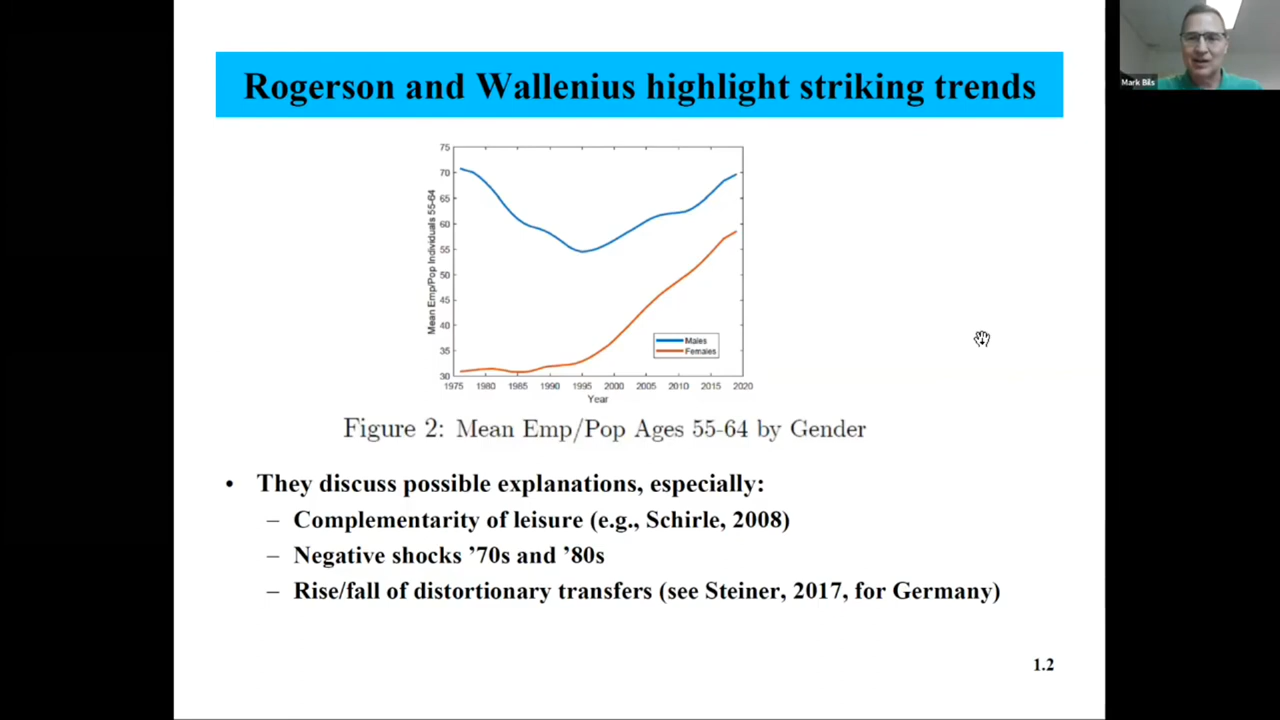 Rogerson and Wallenius highlight striking trends
Mark Bils
75
70
65
60
55
50
45
40
35
30
Mean Emp/Pop Individuals 55-64
Males
Females
1975 1980 1985 1990 1995 2000 2005 2010 2015 2020
Year
Figure 2: Mean Emp/Pop Ages 55-64 by Gender
• They discuss possible explanations, especially:
– Complementarity of leisure (e.g., Schirle, 2008)
– Negative shocks ’70s and ’80s
– Rise/fall of distortionary transfers (see Steiner, 2017, for Germany)
1.2